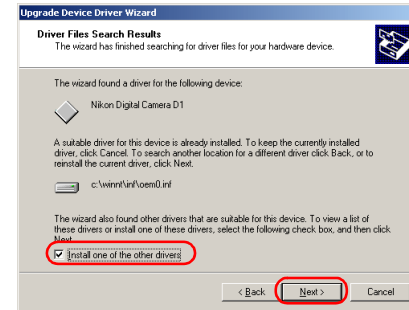 Upgrade Device Driver Wizard
Driver Files Search Results
The wizard has finished searching for driver files for your hardware device.
The wizard found a driver for the following device:
Nikon Digital Camera D1
A suitable driver for this device is already installed. To keep the currently installed
driver, click Cancel. To search another location for a different driver click Back, or to
reinstall the current driver, click Next.
c:\winnt\inf\oem0.inf
The wizard also found other drivers that are suitable for this device. To view a list of
these drivers or install one of these drivers, select the following check box, and then click
Next.
Install one of the other drivers
< Back
Next >
Cancel